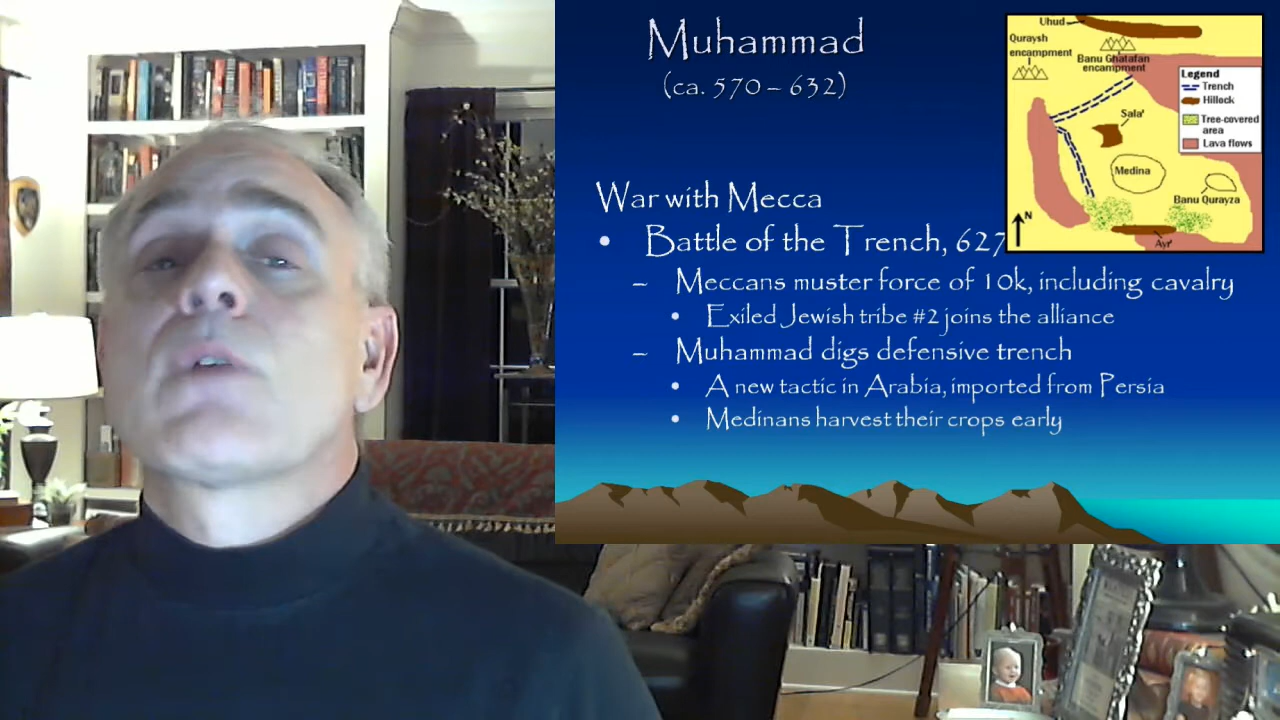 Muhammad
(ca. 570 – 632)
War with Mecca
• Battle of the Trench, 627
– Meccans muster force of 10k, including cavalry
• Exiled Jewish tribe #2 joins the alliance
– Muhammad digs defensive trench
• A new tactic in Arabia, imported from Persia
• Medinans harvest their crops early
Uhud
Quraysh
encampment
Banu Ghatafan
encampment
Legend
Trench
Hillock
Tree-covered
area
Lava flows
Sala'
Medina
Banu Qurayza
N
Ayr'